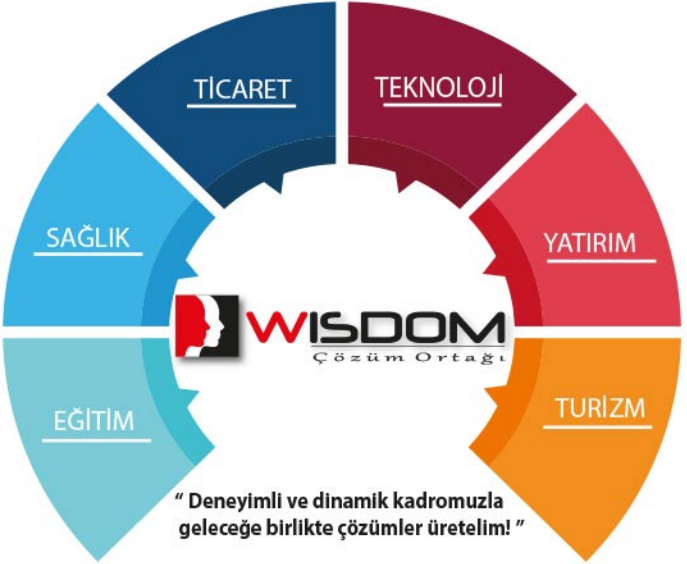 TİCARET
TEKNOLOJİ
SAĞLIK
YATIRIM
WISDOM
Çözüm Ortağı
EĞİTİM
TURİZM
“ Deneyimli ve dinamik kadromuzla
geleceğe birlikte çözümler üretelim! ”